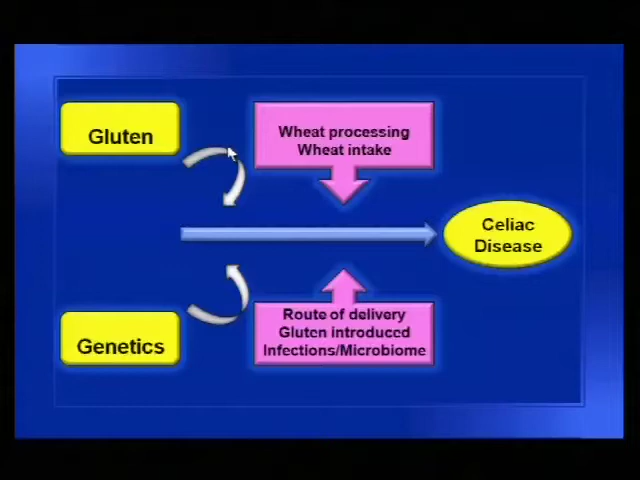 Gluten
Wheat processing
Wheat intake
Celiac
Disease
Genetics
Route of delivery
Gluten introduced
Infections/Microbiome